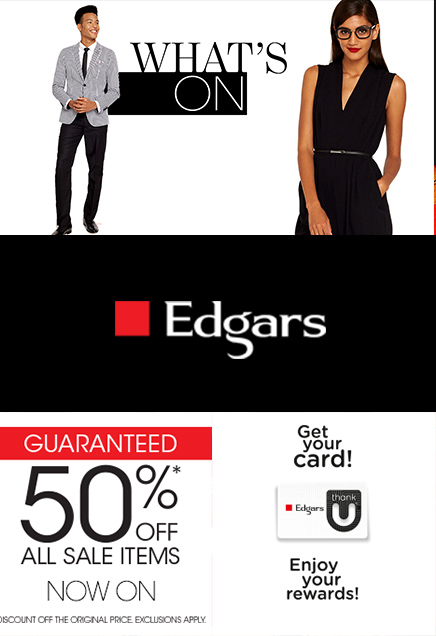 WHAT'S
ON
Edgars
GUARANTEED
50%*
OFF
ALL SALE ITEMS
NOW ON
DISCOUNT OFF THE ORIGINAL PRICE. EXCLUSIONS APPLY.
Get
your
card!
Edgars
thank
U
Enjoy
your
rewards!